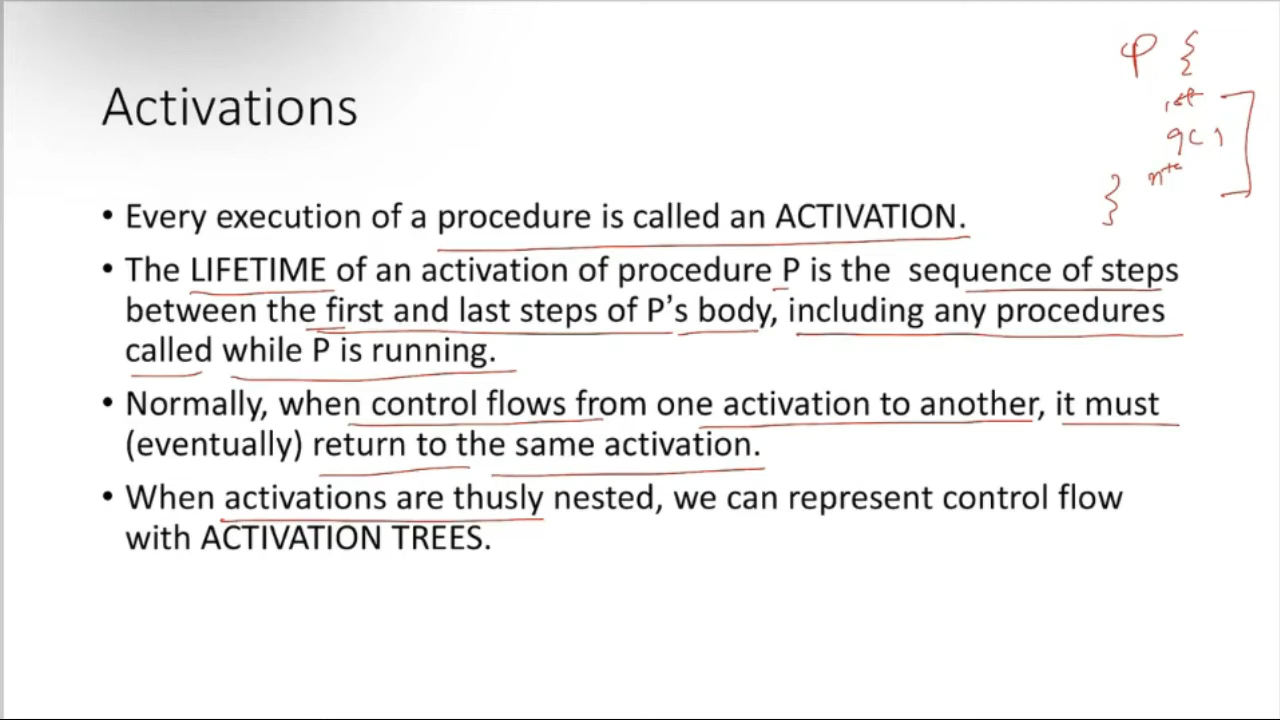 P {
1st
q( )
nth
}
Activations
• Every execution of a procedure is called an ACTIVATION.
• The LIFETIME of an activation of procedure P is the sequence of steps
between the first and last steps of P's body, including any procedures
called while P is running.
• Normally, when control flows from one activation to another, it must
(eventually) return to the same activation.
• When activations are thusly nested, we can represent control flow
with ACTIVATION TREES.